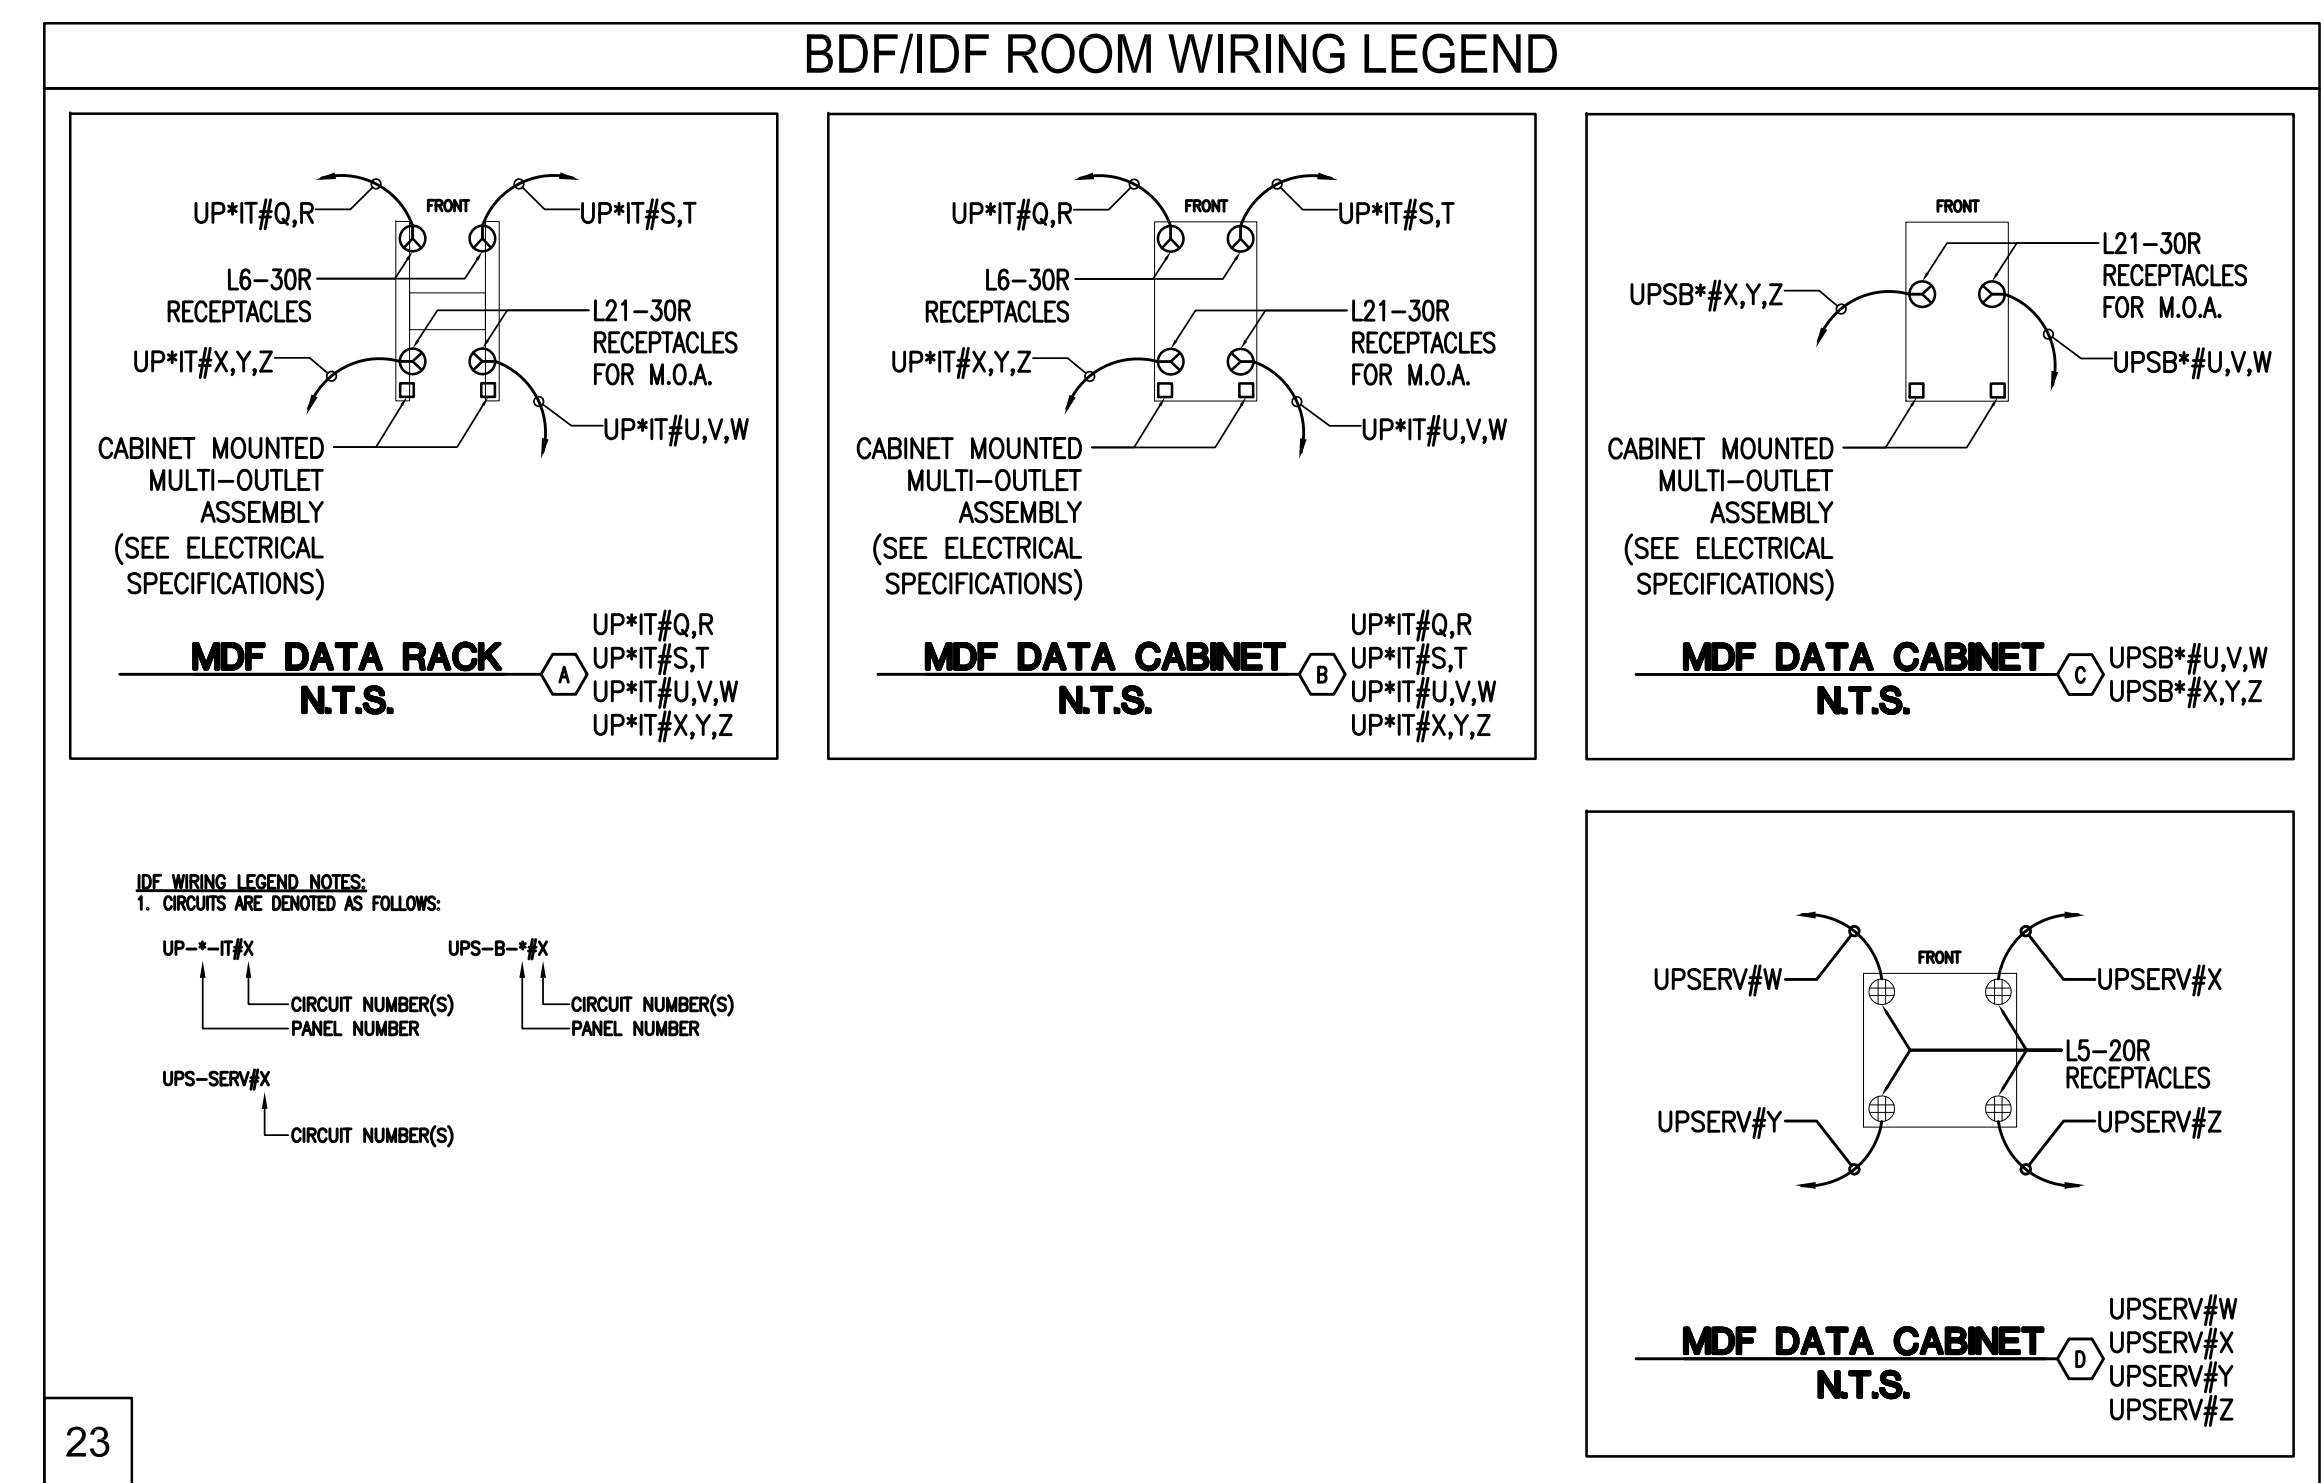 BDF/IDF ROOM WIRING LEGEND
UP*IT#Q,R
FRONT
UP*IT#S,T
L6-30R
RECEPTACLES
L21-30R
RECEPTACLES
FOR M.O.A.
UP*IT#X,Y,Z
UP*IT#U,V,W
CABINET MOUNTED
MULTI-OUTLET
ASSEMBLY
(SEE ELECTRICAL
SPECIFICATIONS)
MDF DATA RACK
N.T.S.
A
UP*IT#Q,R
UP*IT#S,T
UP*IT#U,V,W
UP*IT#X,Y,Z
UP*IT#Q,R
FRONT
UP*IT#S,T
L6-30R
RECEPTACLES
L21-30R
RECEPTACLES
FOR M.O.A.
UP*IT#X,Y,Z
UP*IT#U,V,W
CABINET MOUNTED
MULTI-OUTLET
ASSEMBLY
(SEE ELECTRICAL
SPECIFICATIONS)
MDF DATA CABINET
N.T.S.
B
UP*IT#Q,R
UP*IT#S,T
UP*IT#U,V,W
UP*IT#X,Y,Z
FRONT
L21-30R
RECEPTACLES
FOR M.O.A.
UPSB*#X,Y,Z
UPSB*#U,V,W
CABINET MOUNTED
MULTI-OUTLET
ASSEMBLY
(SEE ELECTRICAL
SPECIFICATIONS)
MDF DATA CABINET
N.T.S.
C
UPSB*#U,V,W
UPSB*#X,Y,Z
IDF WIRING LEGEND NOTES:
1. CIRCUITS ARE DENOTED AS FOLLOWS:
UP-*-IT#X
CIRCUIT NUMBER(S)
PANEL NUMBER
UPS-B-*#X
CIRCUIT NUMBER(S)
PANEL NUMBER
UPS-SERV#X
CIRCUIT NUMBER(S)
FRONT
UPSERV#W
UPSERV#X
L5-20R
RECEPTACLES
UPSERV#Y
UPSERV#Z
MDF DATA CABINET
N.T.S.
D
UPSERV#W
UPSERV#X
UPSERV#Y
UPSERV#Z
23